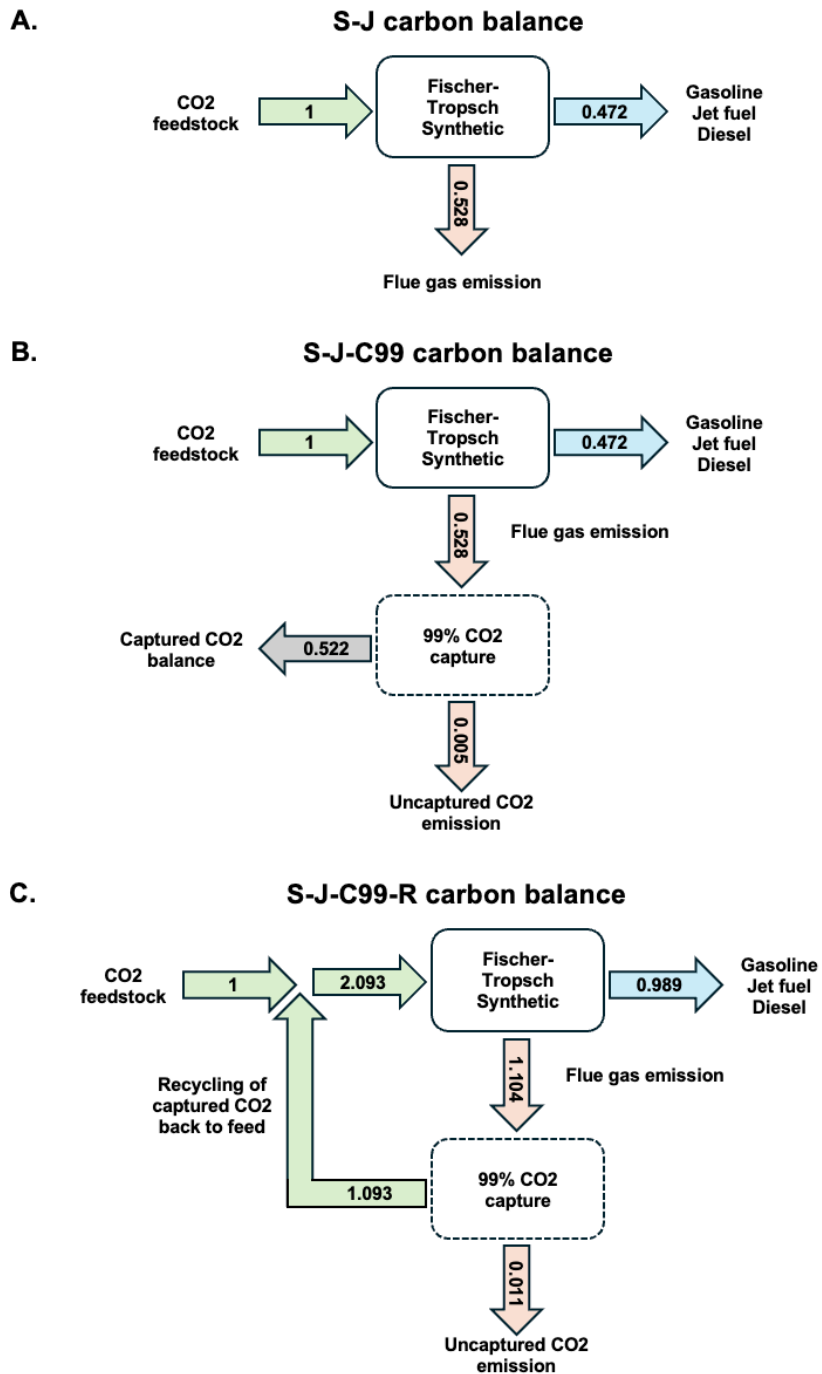 A.
S-J carbon balance
CO2
feedstock
1
Fischer-
Tropsch
Synthetic
0.472
Gasoline
Jet fuel
Diesel
0.528
Flue gas emission
B.
S-J-C99 carbon balance
CO2
feedstock
1
Fischer-
Tropsch
Synthetic
0.472
Gasoline
Jet fuel
Diesel
0.528
Flue gas emission
Captured CO2
balance
0.522
99% CO2
capture
0.005
Uncaptured CO2
emission
C.
S-J-C99-R carbon balance
CO2
feedstock
1
2.093
Fischer-
Tropsch
Synthetic
0.989
Gasoline
Jet fuel
Diesel
1.104
Flue gas emission
Recycling of
captured CO2
back to feed
1.093
99% CO2
capture
0.011
Uncaptured CO2
emission